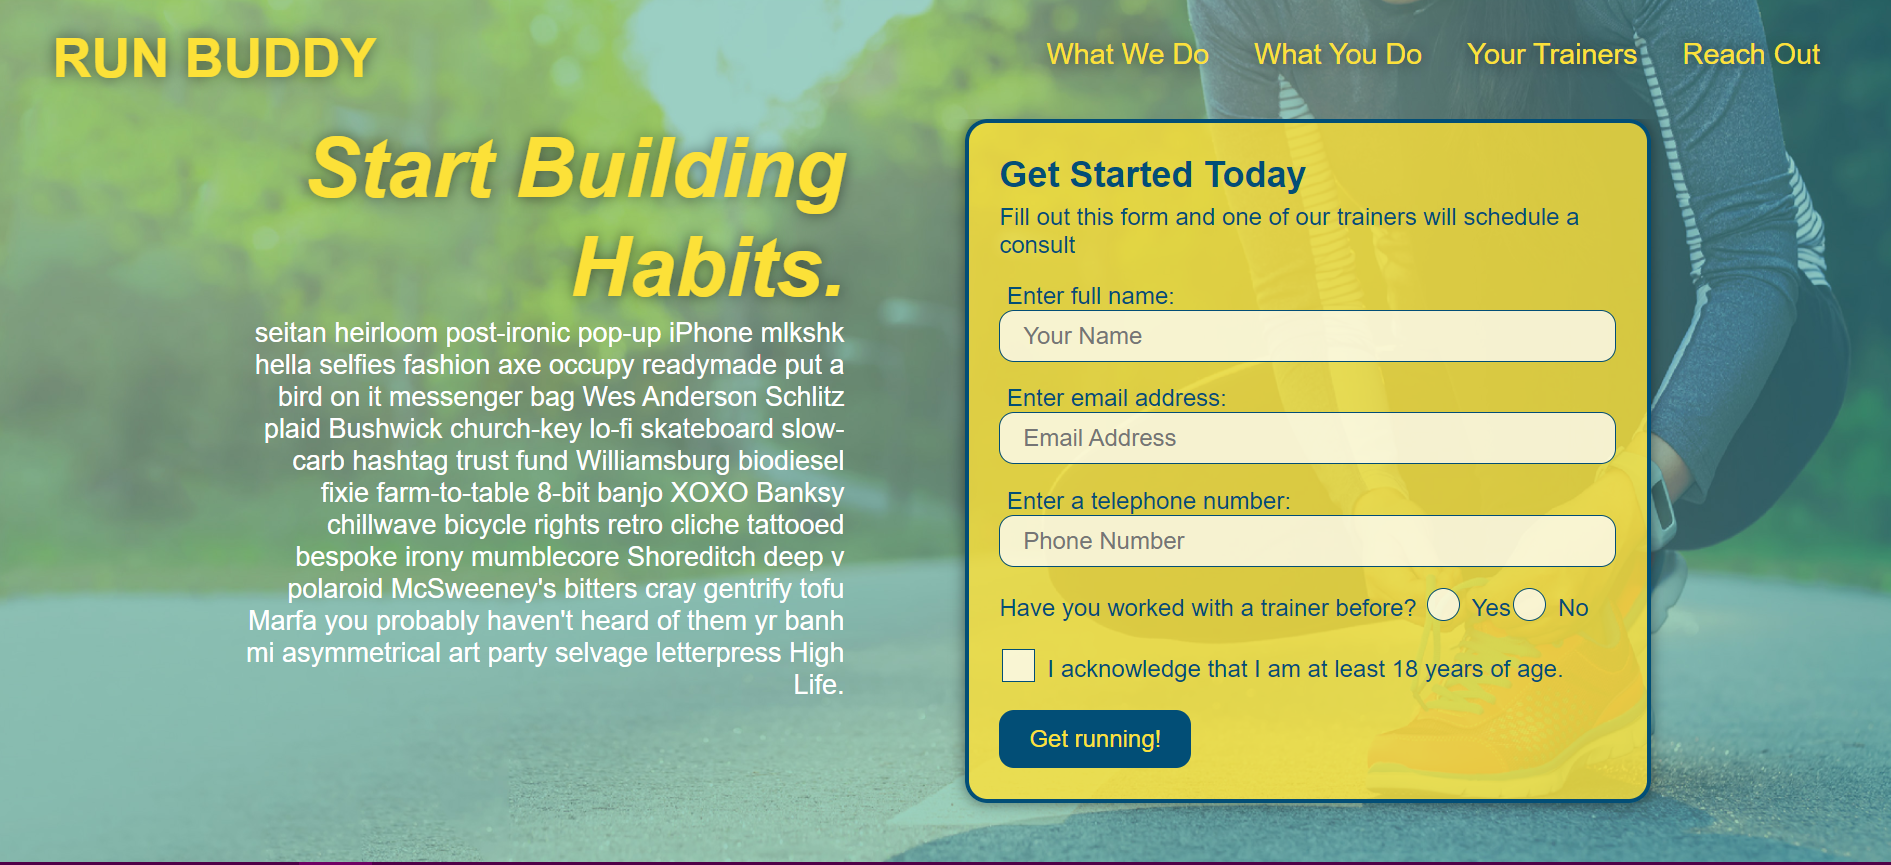 RUN BUDDY
What We Do What You Do Your Trainers Reach Out
Start Building
Habits.
seitan heirloom post-ironic pop-up iPhone mlkshk
hella selfies fashion axe occupy readymade put a
bird on it messenger bag Wes Anderson Schlitz
plaid Bushwick church-key lo-fi skateboard slow-
carb hashtag trust fund Williamsburg biodiesel
fixie farm-to-table 8-bit banjo XOXO Banksy
chillwave bicycle rights retro cliche tattooed
bespoke irony mumblecore Shoreditch deep v
polaroid McSweeney's bitters cray gentrify tofu
Marfa you probably haven't heard of them yr banh
mi asymmetrical art party selvage letterpress High
Life.
Get Started Today
Fill out this form and one of our trainers will schedule a
consult
Enter full name:
Your Name
Enter email address:
Email Address
Enter a telephone number:
Phone Number
Have you worked with a trainer before? Yes No
I acknowledge that I am at least 18 years of age.
Get running!